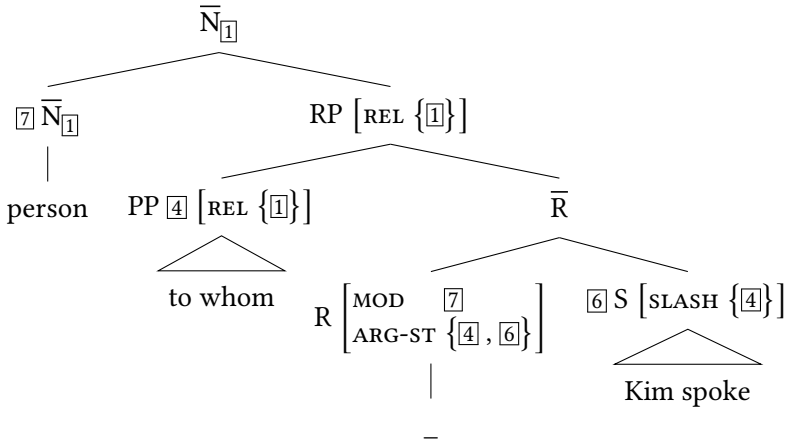 N̅ 1
7 N̅ 1
RP [REL {1}]
person
PP 4 [REL {1}]
R̅
to whom
R [MOD 7
ARG-ST {4 , 6}]
6 S [SLASH {4}]
–
Kim spoke